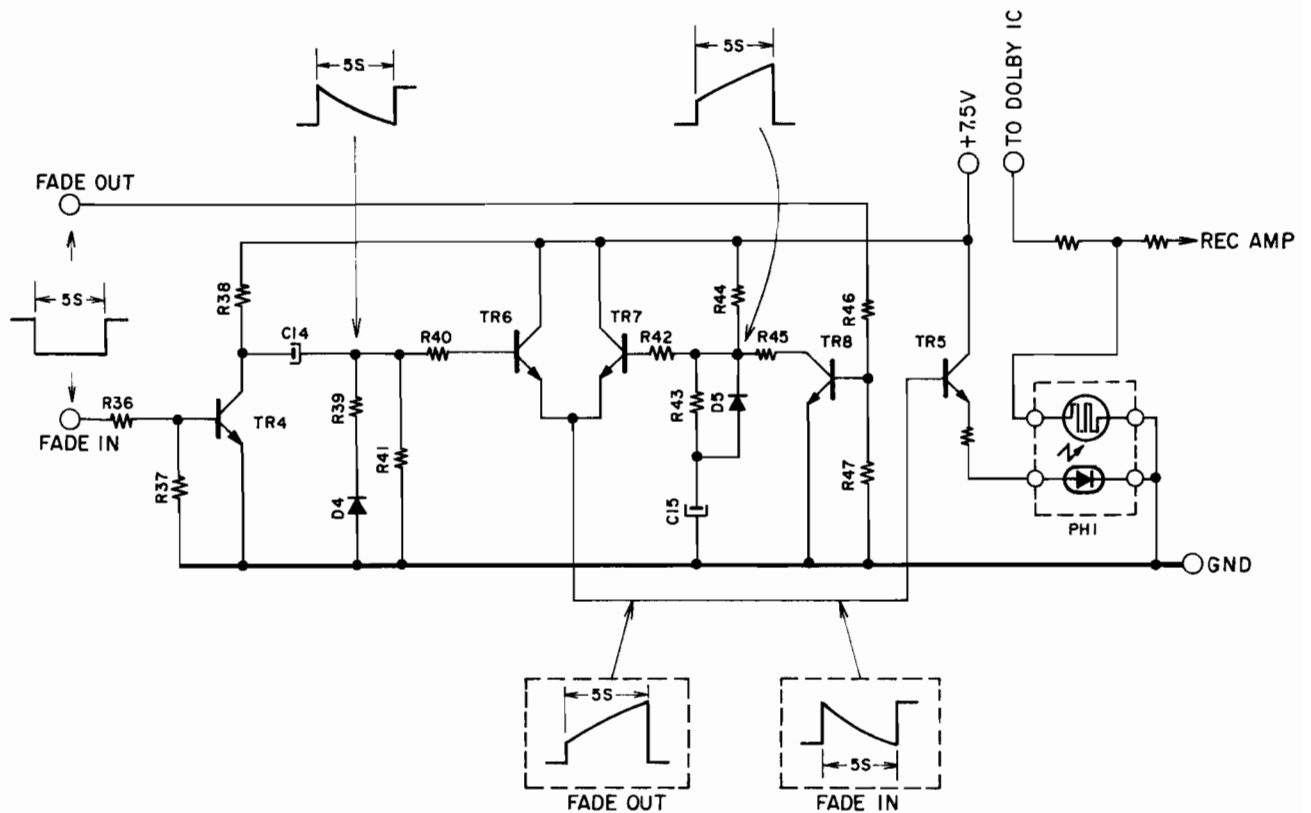 5S
5S
+7.5V
TO DOLBY IC
FADE OUT
REC AMP
5S
R38
C14
R40
TR6
TR7
R42
R44
R45
TR8
R46
TR5
R36
FADE IN
TR4
R39
R41
R43
D5
R37
D4
C15
R47
PH1
GND
5S
FADE OUT
5S
FADE IN